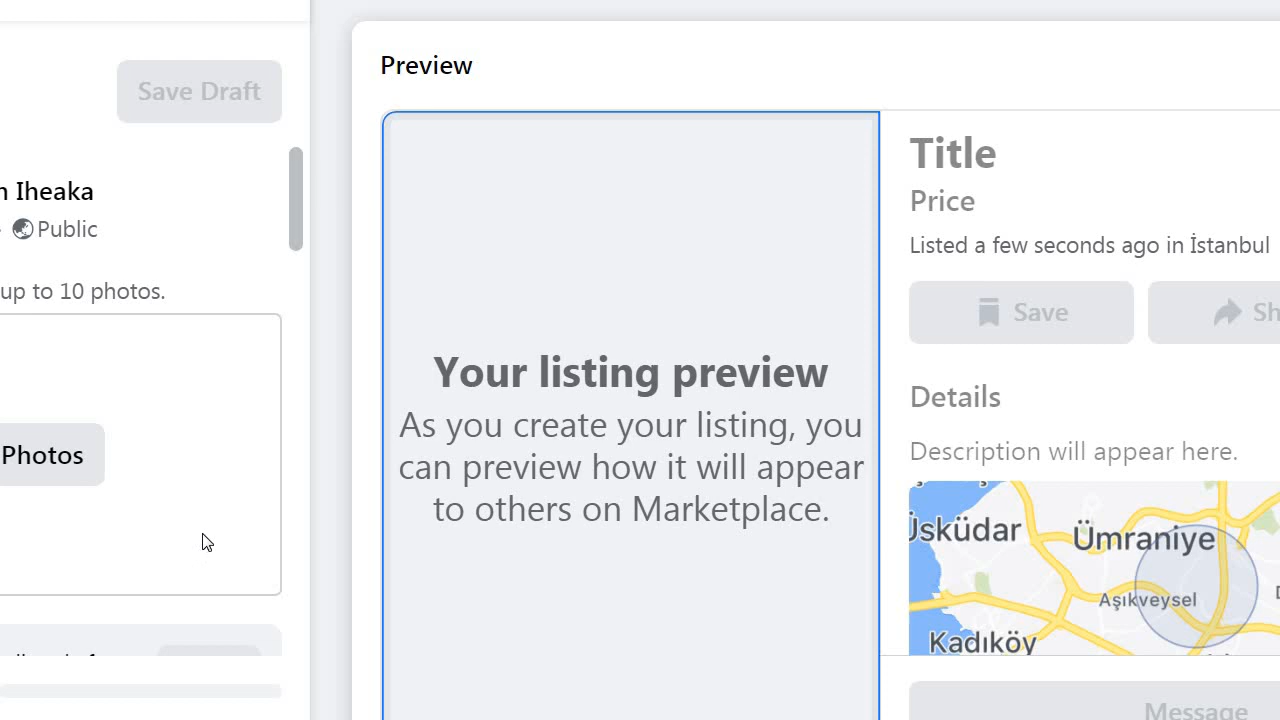 Save Draft
Iheaka
Public
up to 10 photos.
Photos
Preview
Your listing preview
As you create your listing, you
can preview how it will appear
to others on Marketplace.
Title
Price
Listed a few seconds ago in İstanbul
Save
Sh
Details
Description will appear here.
Üsküdar
Ümraniye
Aşıkveysel
Kadıköy
Message